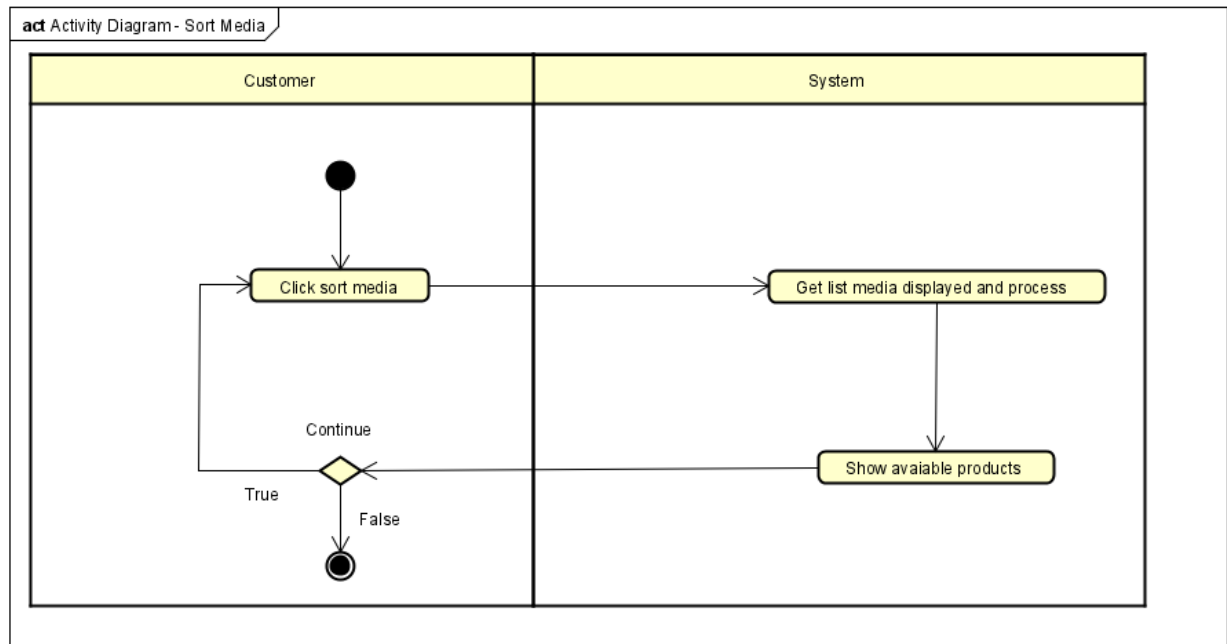 act Activity Diagram - Sort Media
Customer
System
Click sort media
Get list media displayed and process
Continue
Show avaiable products
True
False